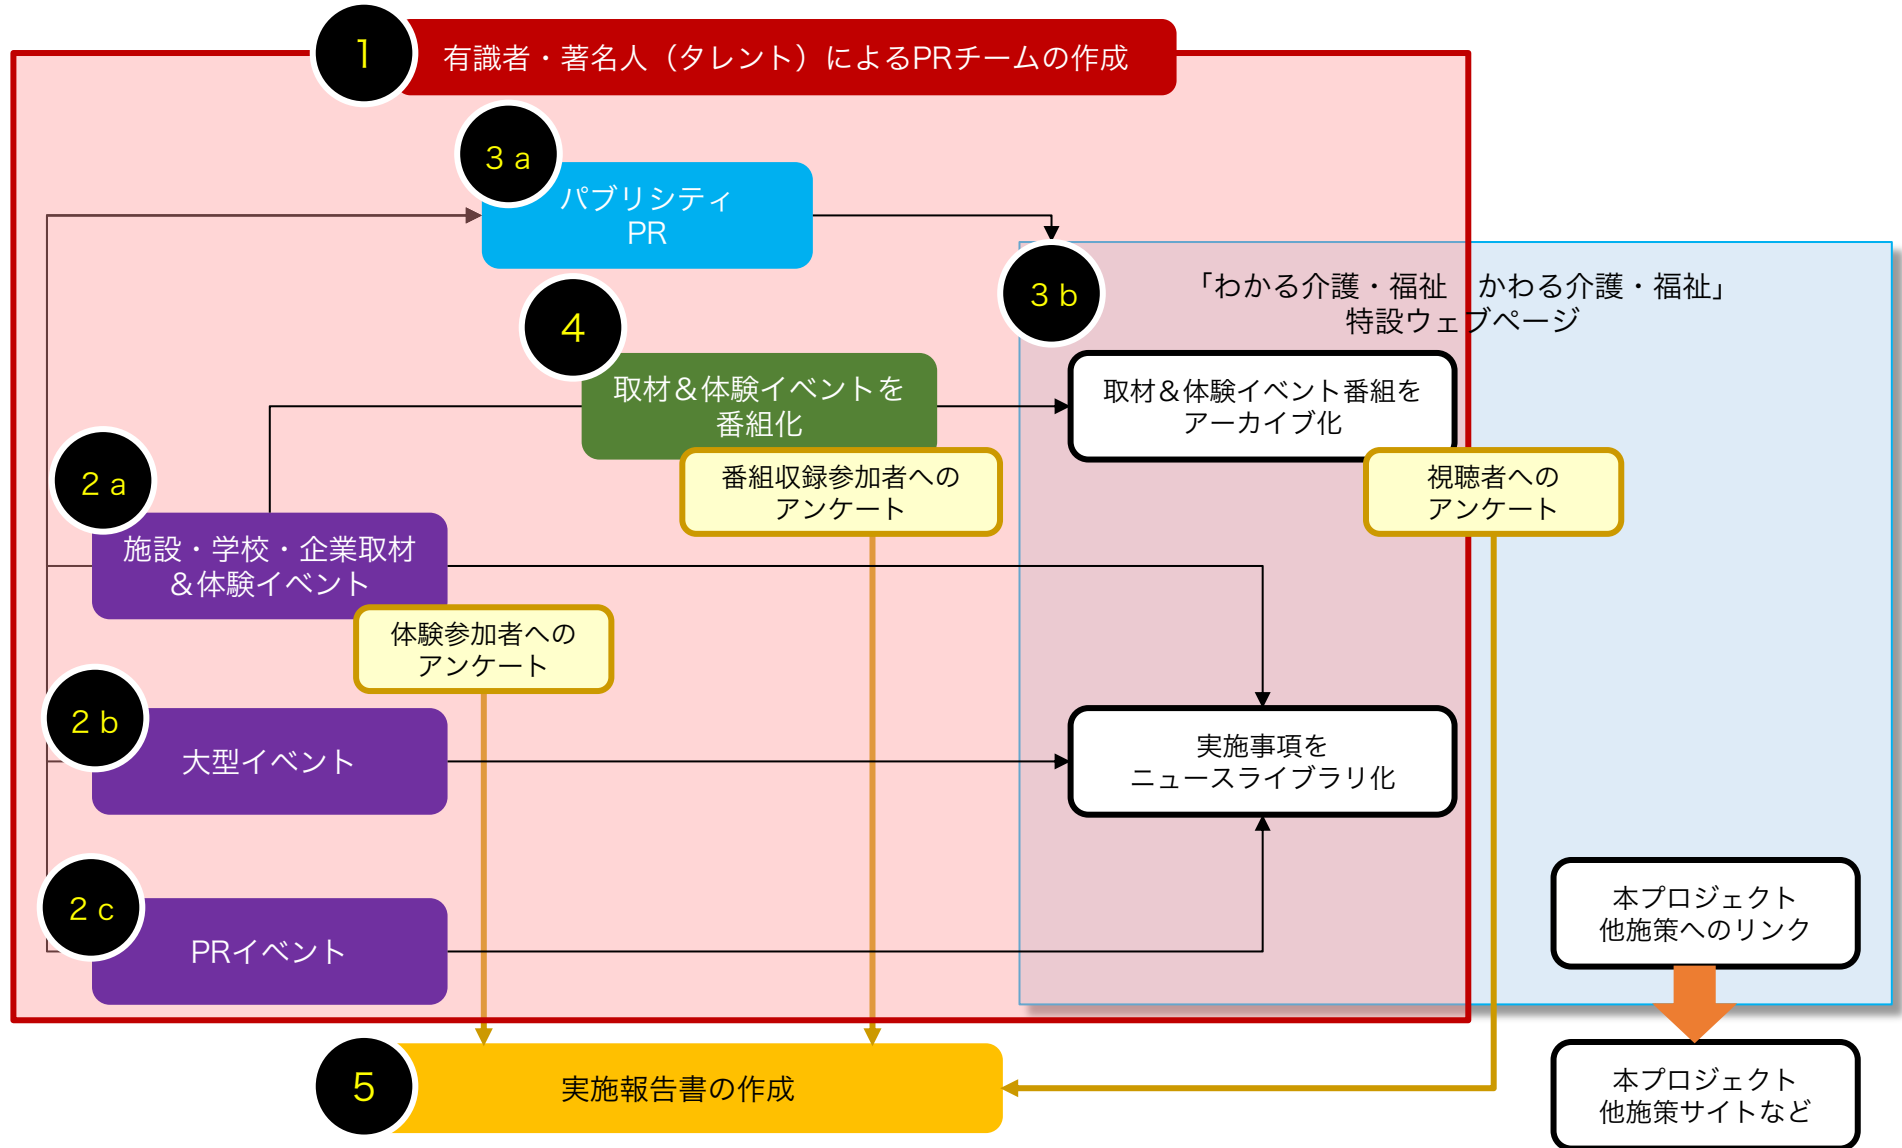 1
有識者・著名人（タレント）によるPRチームの作成
3 a
パブリシティ
PR
3 b
「わかる介護・福祉　かわる介護・福祉」
特設ウェブページ
4
取材＆体験イベントを
番組化
取材＆体験イベント番組を
アーカイブ化
番組収録参加者への
アンケート
視聴者への
アンケート
2 a
施設・学校・企業取材
＆体験イベント
体験参加者への
アンケート
2 b
大型イベント
実施事項を
ニュースライブラリ化
2 c
PRイベント
本プロジェクト
他施策へのリンク
5
実施報告書の作成
本プロジェクト
他施策サイトなど